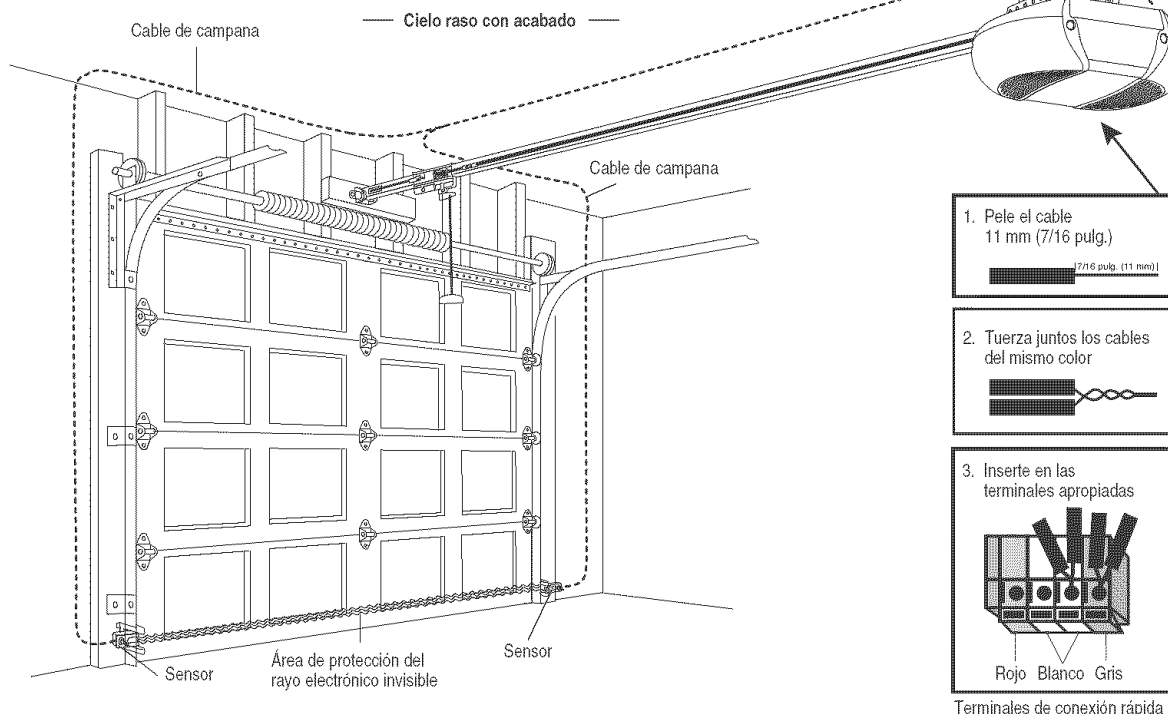 Cielo raso con acabado
Cable de campana
Cable de campana
1. Pele el cable
11 mm (7/16 pulg.)
7/16 pulg. (11 mm)
2. Tuerza juntos los cables
del mismo color
3. Inserte en las
terminales apropiadas
Rojo Blanco Gris
Terminales de conexión rápida
Sensor
Área de protección del
rayo electrónico invisible
Sensor